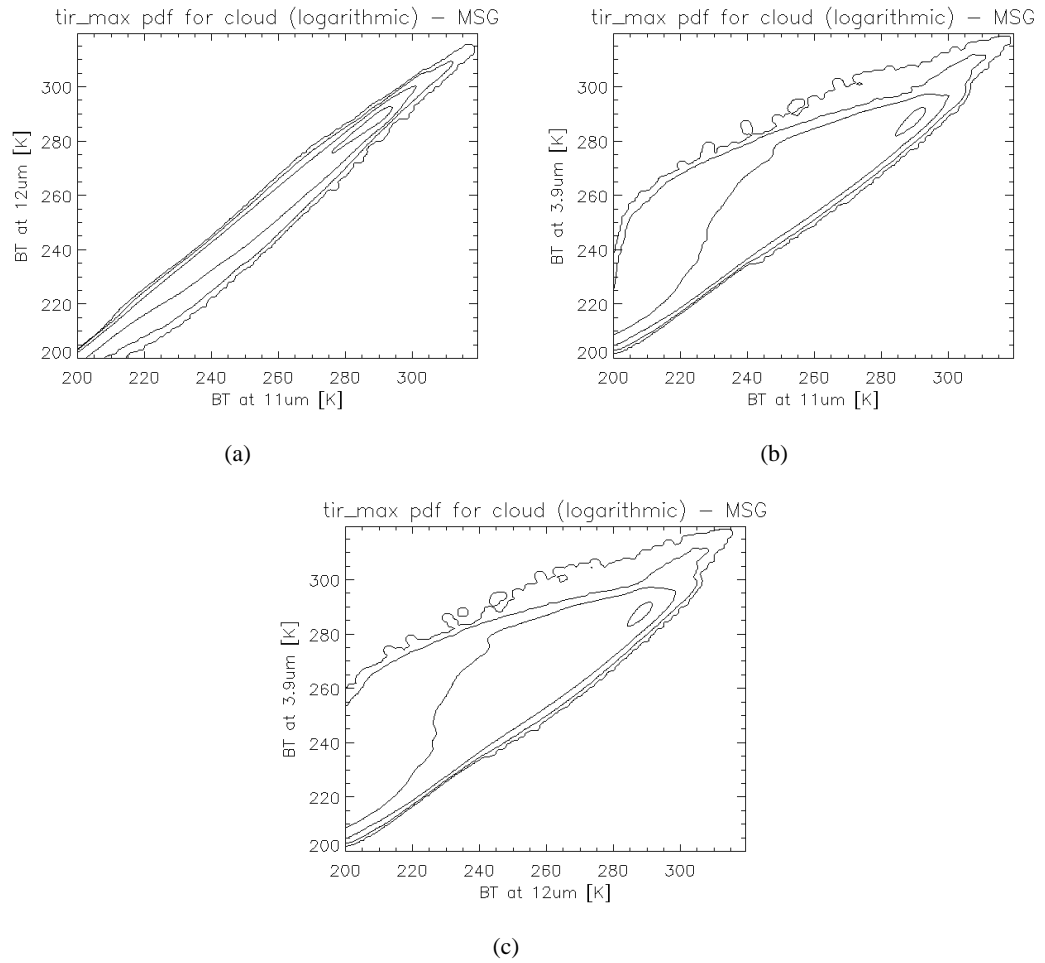 tir_max pdf for cloud (logarithmic) – MSG
BT at 12um [K]
300
280
260
240
220
200
200 220 240 260 280 300
BT at 11um [K]
(a)
tir_max pdf for cloud (logarithmic) – MSG
BT at 3.9um [K]
300
280
260
240
220
200
200 220 240 260 280 300
BT at 11um [K]
(b)
tir_max pdf for cloud (logarithmic) – MSG
BT at 3.9um [K]
300
280
260
240
220
200
200 220 240 260 280 300
BT at 12um [K]
(c)